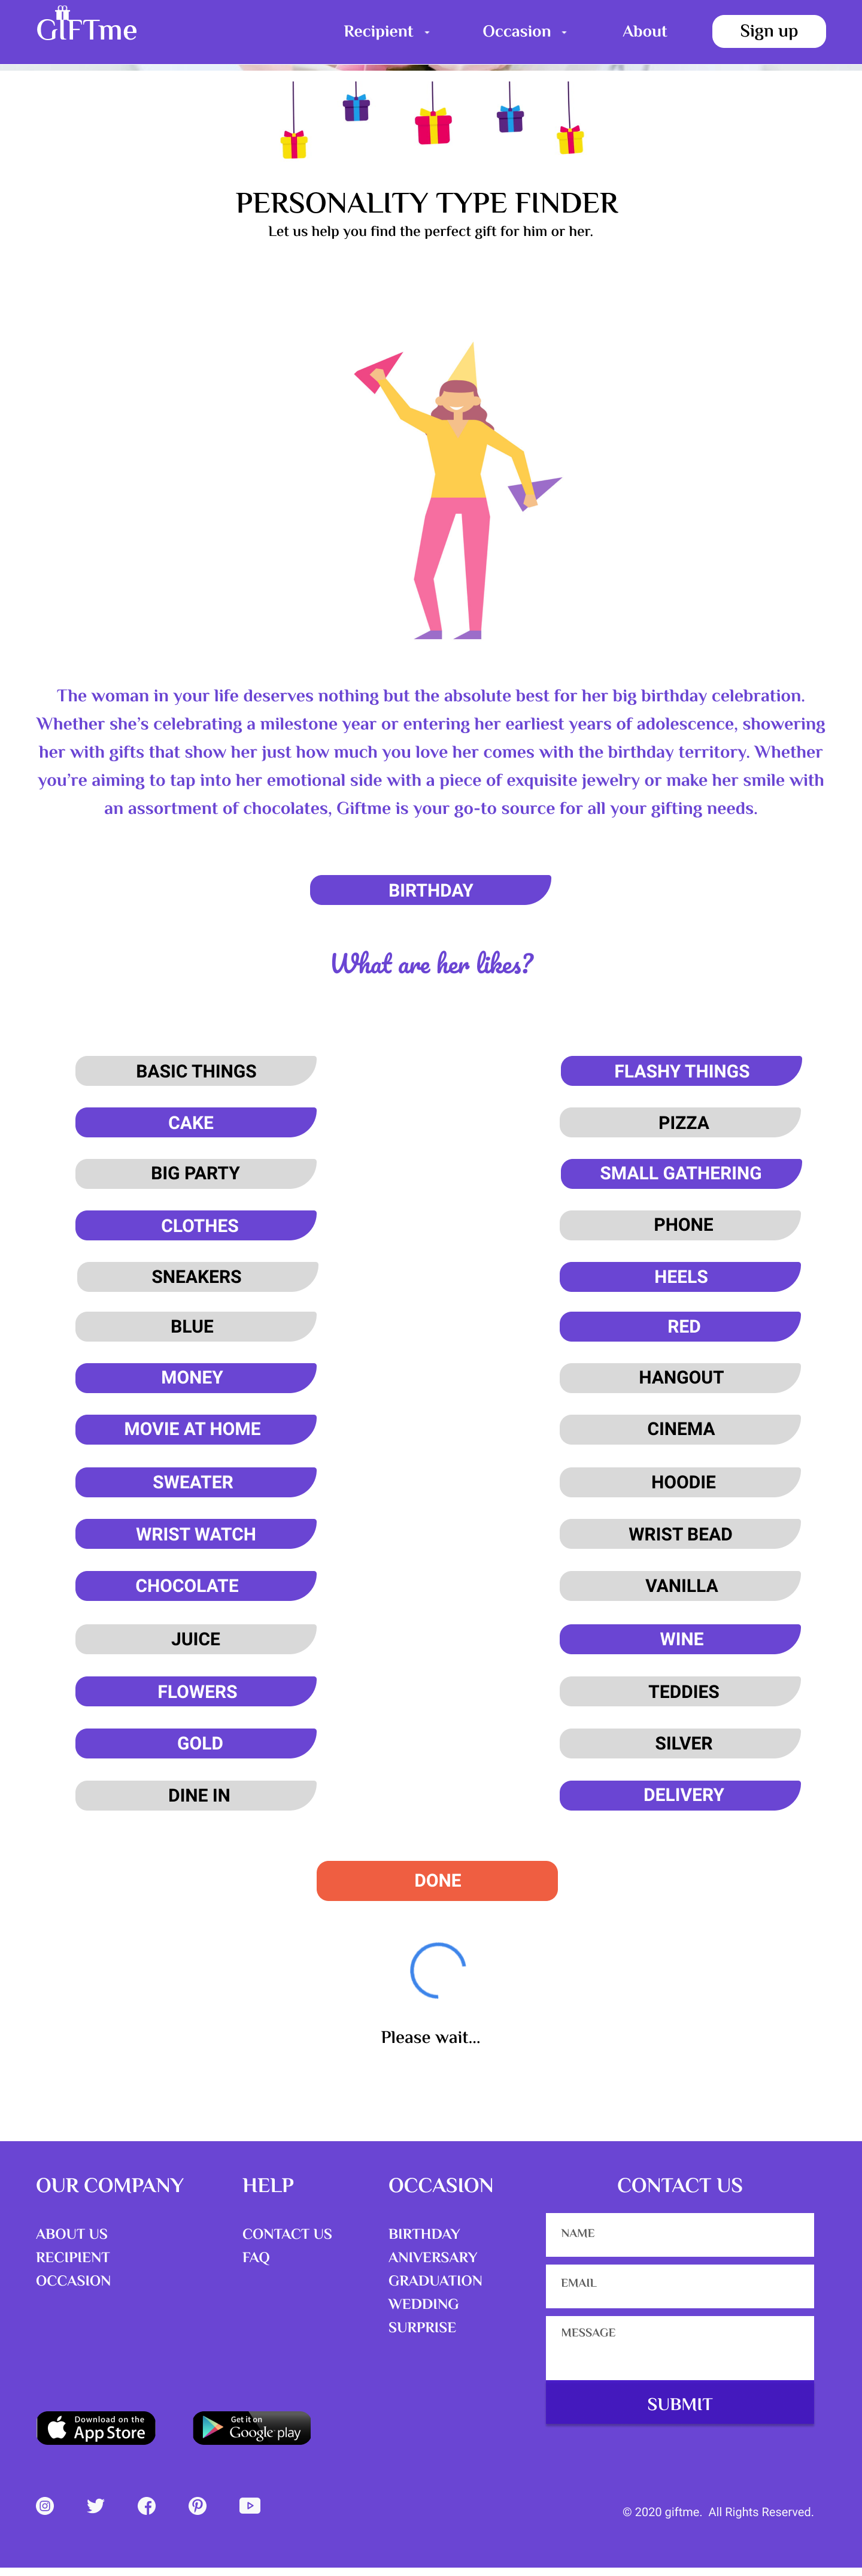 GIFTme
Recipient
Occasion
About
Sign up
PERSONALITY TYPE FINDER
Let us help you find the perfect gift for him or her.
The woman in your life deserves nothing but the absolute best for her big birthday celebration.
Whether she’s celebrating a milestone year or entering her earliest years of adolescence, showering
her with gifts that show her just how much you love her comes with the birthday territory. Whether
you’re aiming to tap into her emotional side with a piece of exquisite jewelry or make her smile with
an assortment of chocolates, Giftme is your go-to source for all your gifting needs.
BIRTHDAY
What are her likes?
BASIC THINGS
FLASHY THINGS
CAKE
PIZZA
BIG PARTY
SMALL GATHERING
CLOTHES
PHONE
SNEAKERS
HEELS
BLUE
RED
MONEY
HANGOUT
MOVIE AT HOME
CINEMA
SWEATER
HOODIE
WRIST WATCH
WRIST BEAD
CHOCOLATE
VANILLA
JUICE
WINE
FLOWERS
TEDDIES
GOLD
SILVER
DINE IN
DELIVERY
DONE
Please wait...
OUR COMPANY
ABOUT US
RECIPIENT
OCCASION
HELP
CONTACT US
FAQ
OCCASION
BIRTHDAY
ANIVERSARY
GRADUATION
WEDDING
SURPRISE
CONTACT US
NAME
EMAIL
MESSAGE
SUBMIT
Download on the
App Store
Get it on
Google play
© 2020 giftme. All Rights Reserved.